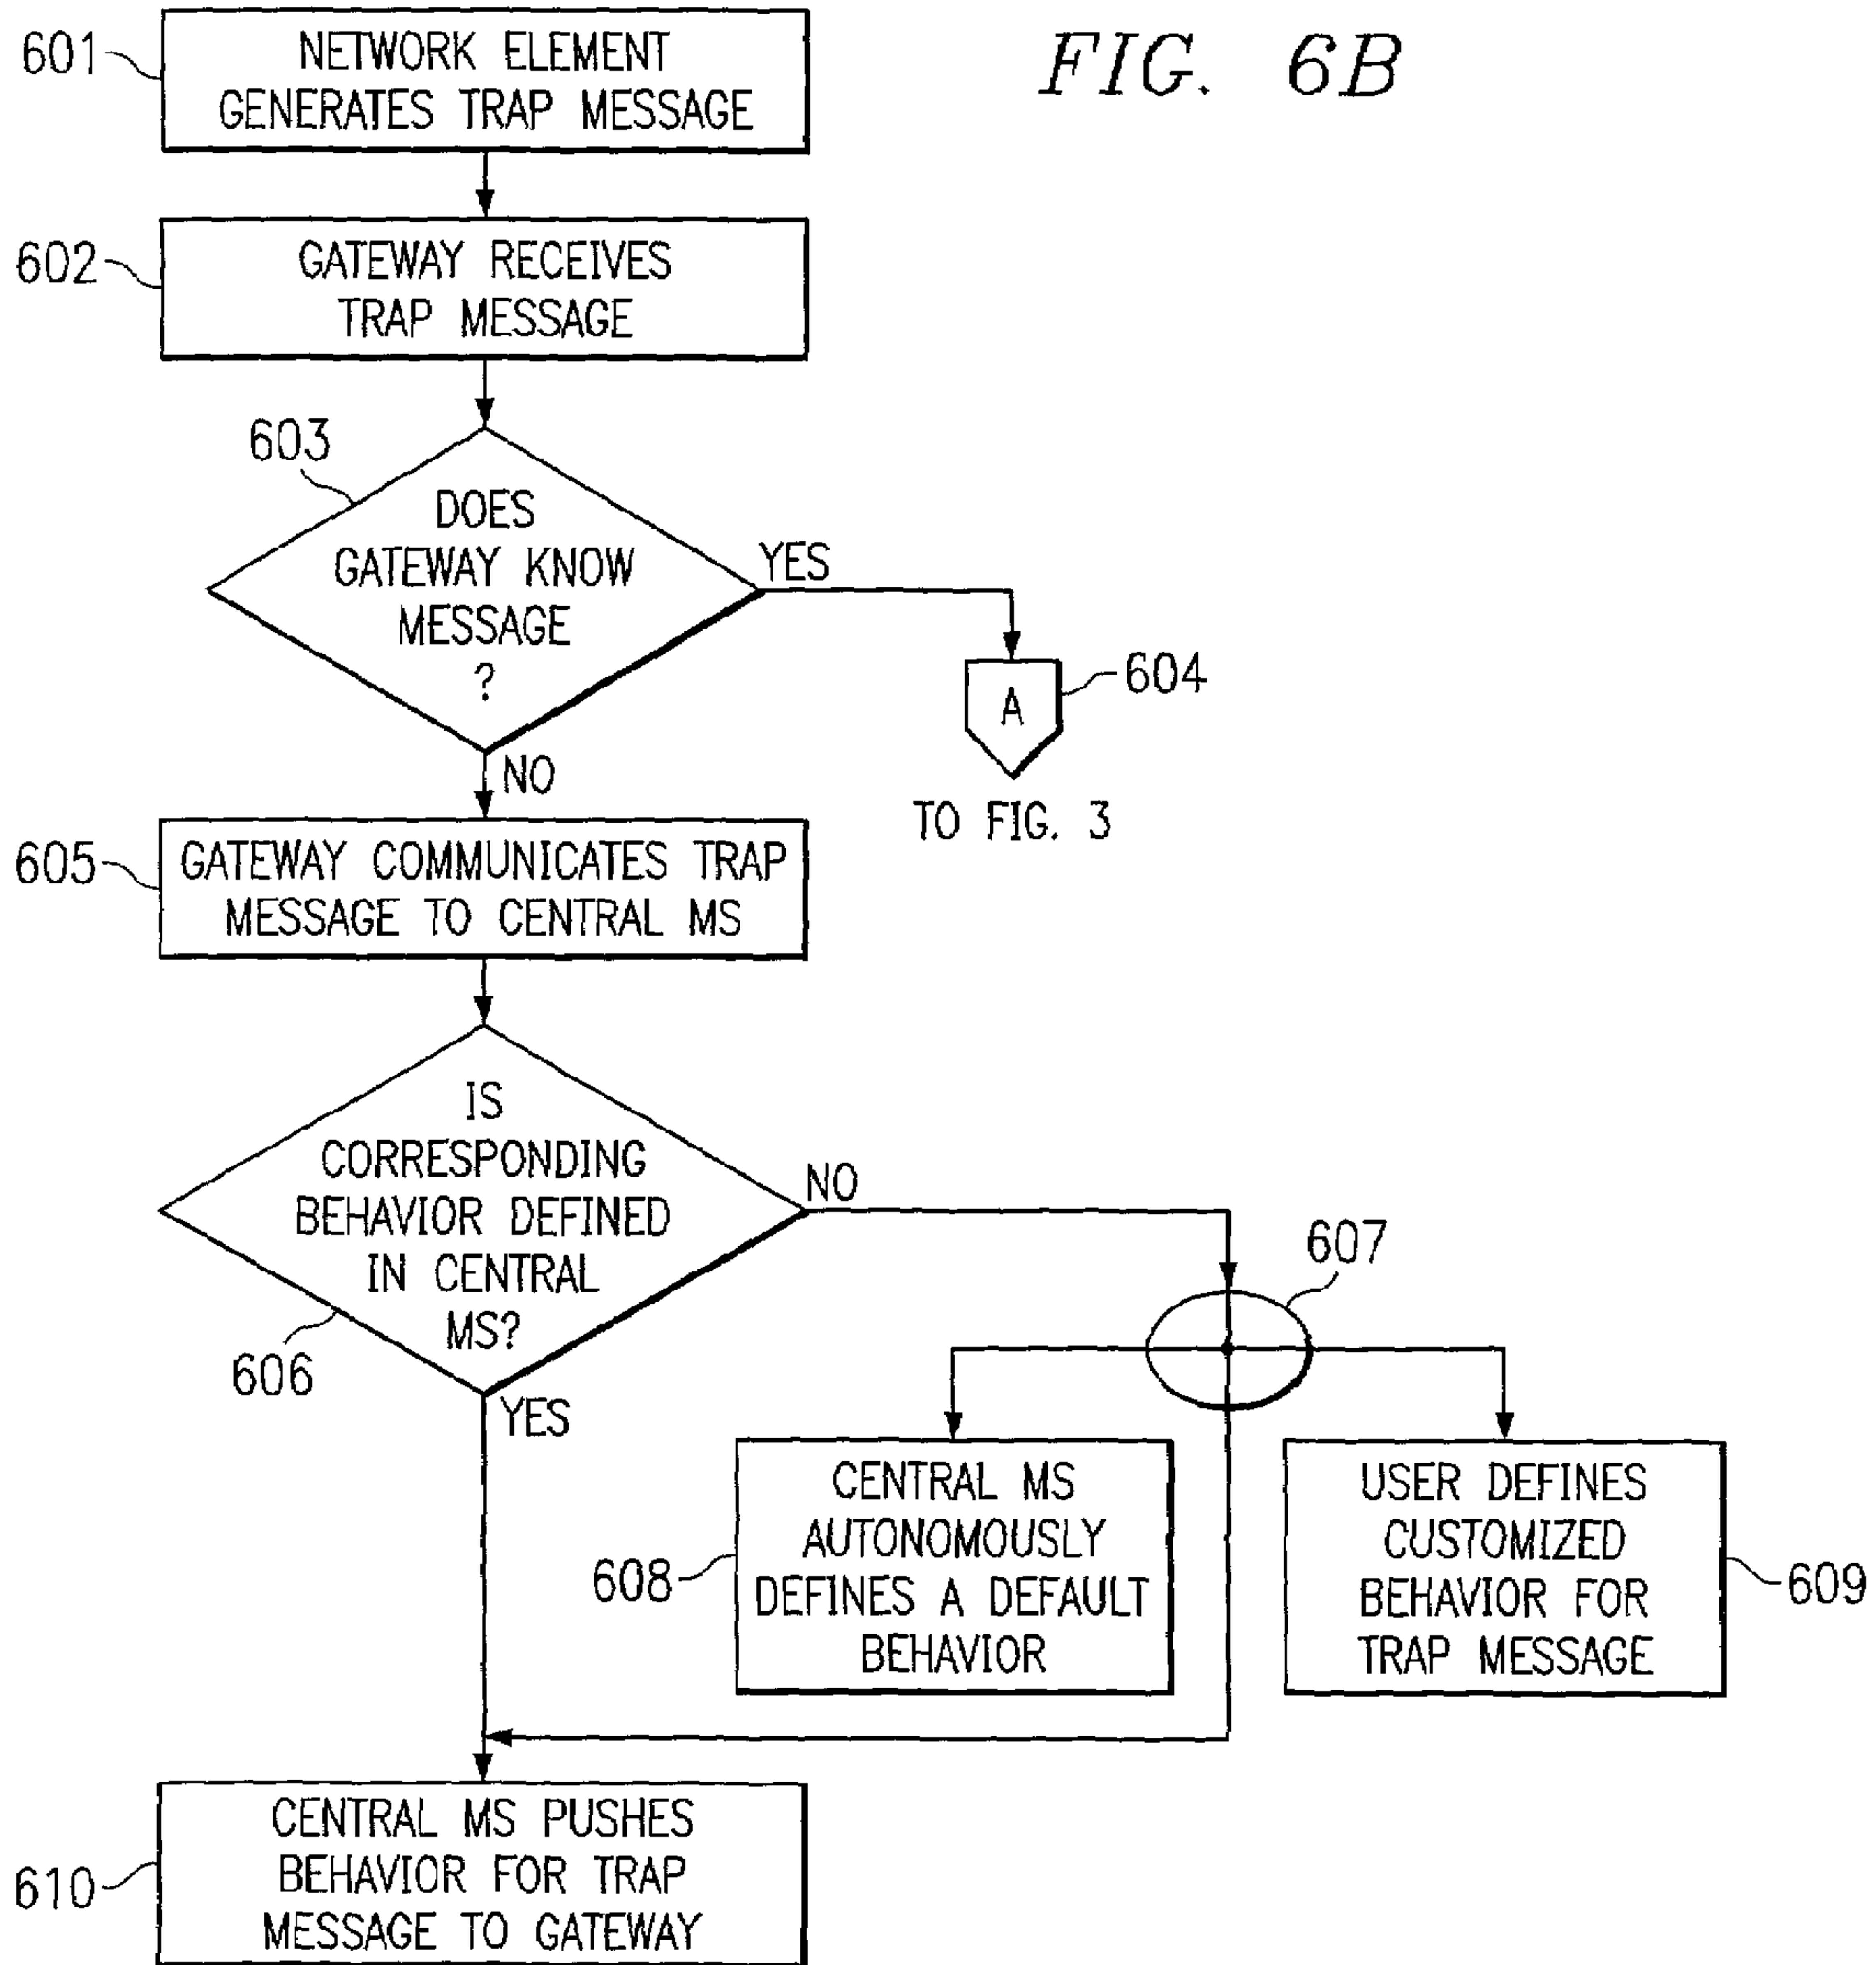 FIG. 6B
601
NETWORK ELEMENT
GENERATES TRAP MESSAGE
602
GATEWAY RECEIVES
TRAP MESSAGE
603
DOES
GATEWAY KNOW
MESSAGE
?
YES
NO
A
604
TO FIG. 3
605
GATEWAY COMMUNICATES TRAP
MESSAGE TO CENTRAL MS
IS
CORRESPONDING
BEHAVIOR DEFINED
IN CENTRAL
MS?
606
NO
YES
607
608
CENTRAL MS
AUTONOMOUSLY
DEFINES A DEFAULT
BEHAVIOR
USER DEFINES
CUSTOMIZED
BEHAVIOR FOR
TRAP MESSAGE
609
610
CENTRAL MS PUSHES
BEHAVIOR FOR TRAP
MESSAGE TO GATEWAY